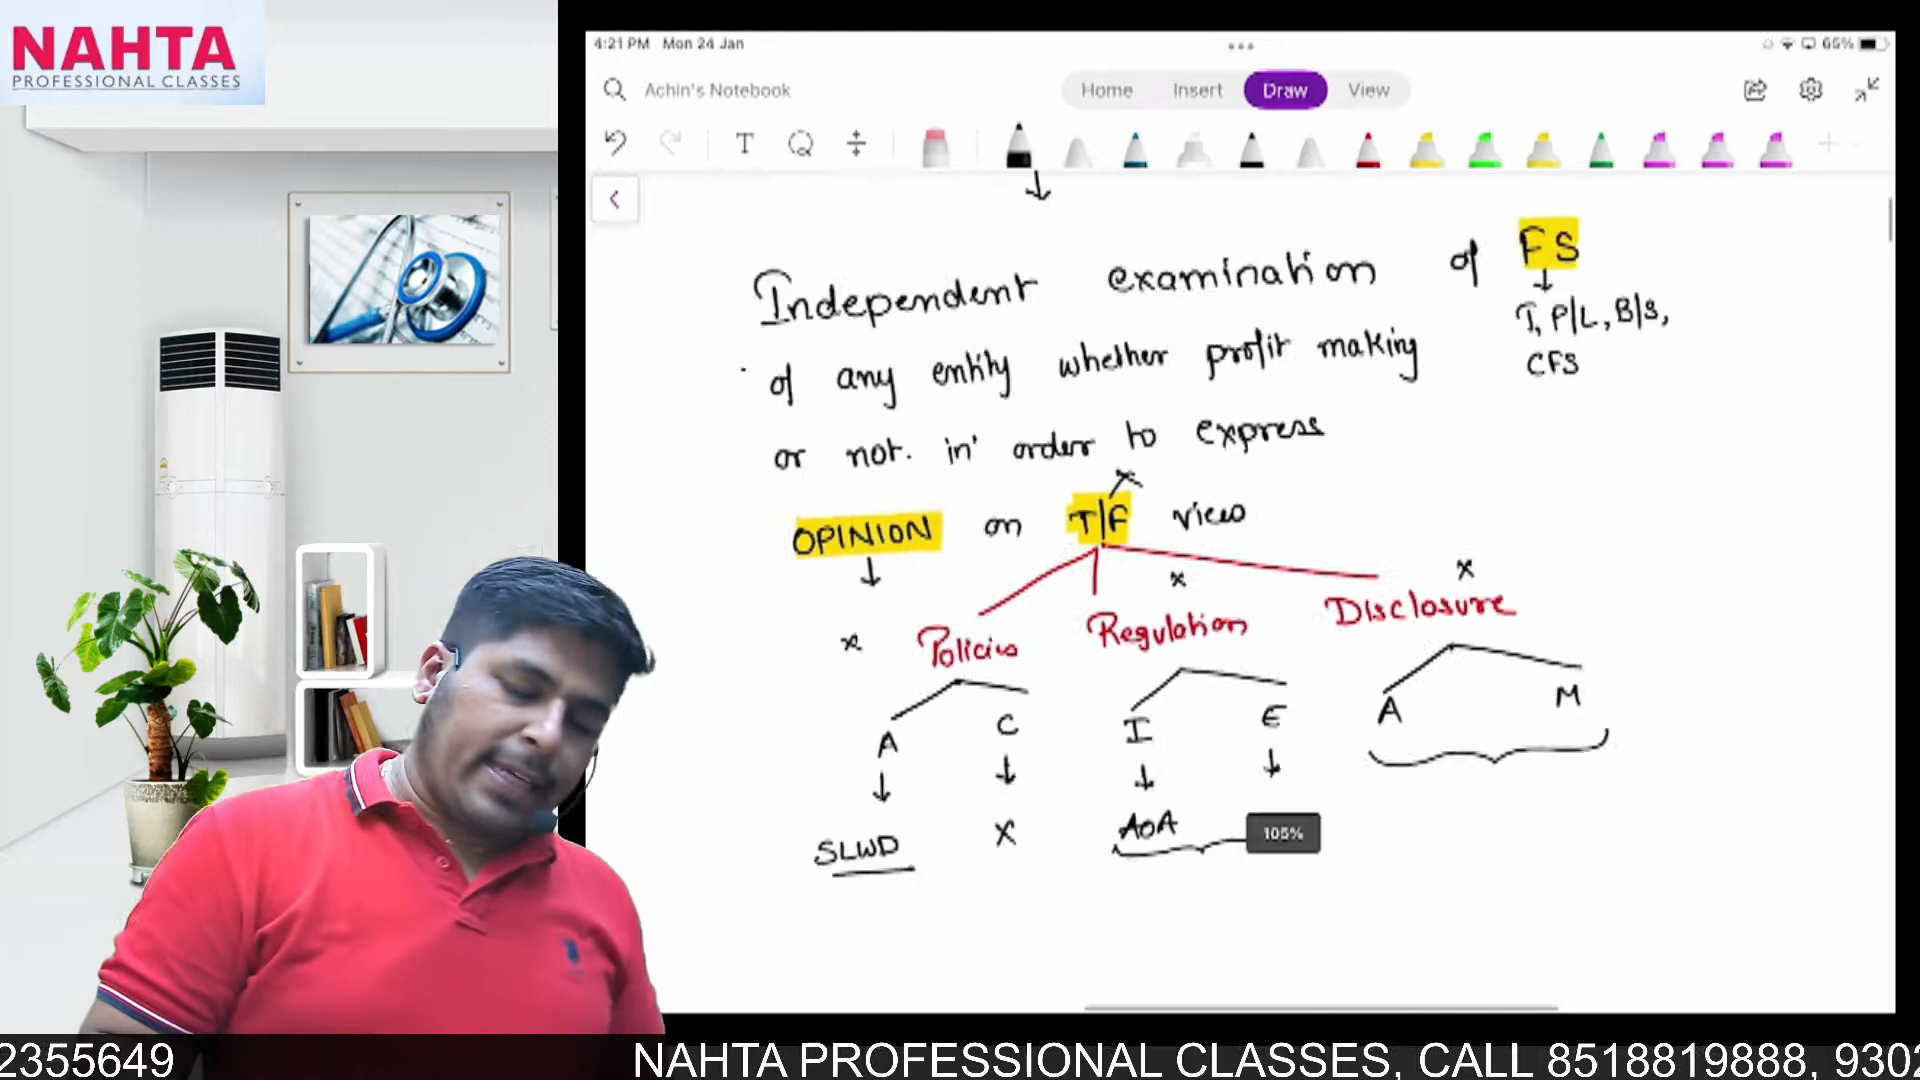 NAHTA
PROFESSIONAL CLASSES
4:21 PM Mon 24 Jan
65%
Achin's Notebook
Home Insert Draw View
T
Independent examination of FS
T, P/L, B/S,
CFS
of any entity whether profit making
or not. in order to express
OPINION on T/F view
x x x
Policies Regulation Disclosure
A C I E A M
SLWD X AOA 105%
2355649 NAHTA PROFESSIONAL CLASSES, CALL 8518819888, 9302